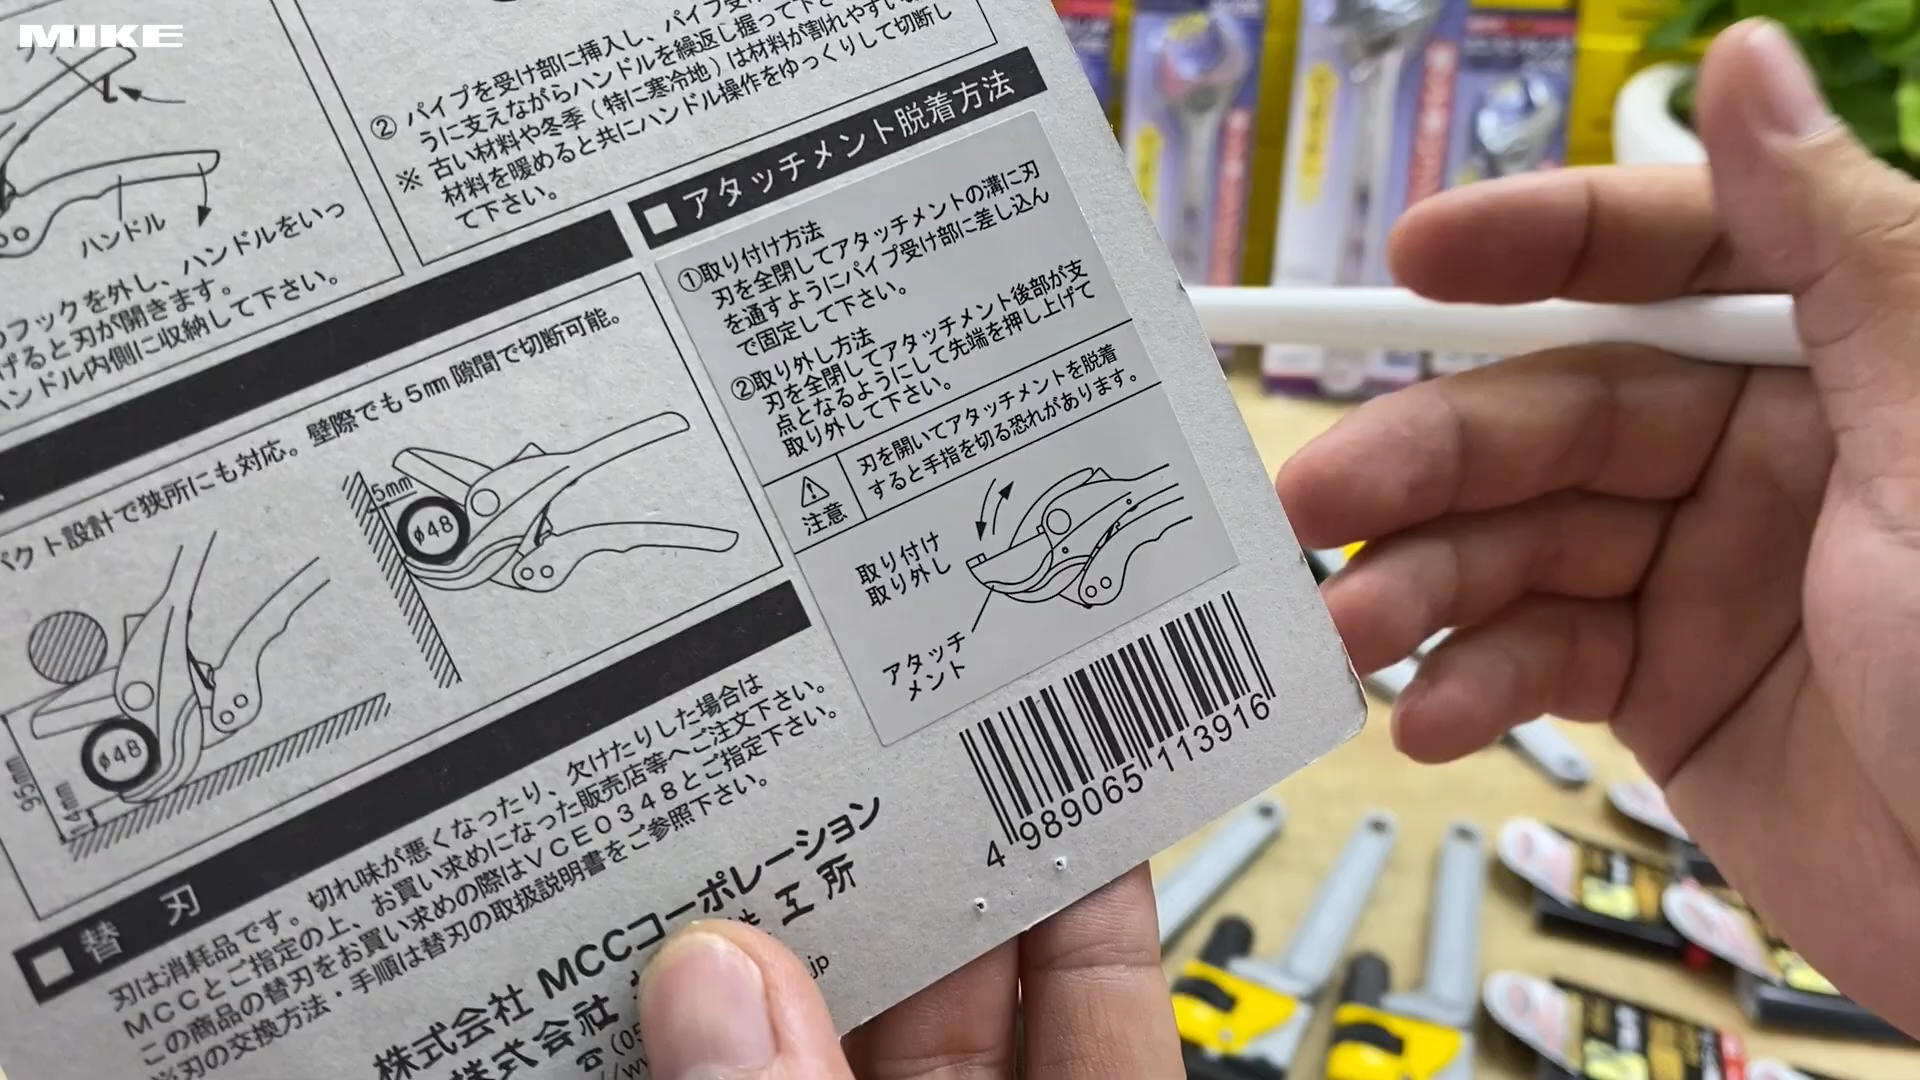 MIKE
② パイプを受け部に挿入し、パイプ受け
うに支えながらハンドルを繰返し握って下さ
※ 古い材料や冬季(特に寒冷地)は材料が割れやすい
材料を暖めると共にハンドル操作をゆっくりして切断し
て下さい。
ハンドル
フックを外し、ハンドルをいっ
げると刃が開きます。
ハンドル内側に収納して下さい。
□ アタッチメント脱着方法
①取り付け方法
刃を全閉してアタッチメントの溝に刃
を通すようにパイプ受け部に差し込ん
で固定して下さい。
②取り外し方法
刃を全閉してアタッチメント後部が支
点となるようにして先端を押し上げて
取り外して下さい。
注意
刃を開いてアタッチメントを脱着
すると手指を切る恐れがあります。
取り付け
取り外し
アタッチ
メント
4 989065 113916
クト設計で狭所にも対応。壁際でも5㎜隙間で切断可能。
5mm
φ48
φ48
95mm
14mm
□ 替 刃
刃は消耗品です。切れ味が悪くなったり、欠けたりした場合は
MCCとご指定の上、お買い求めになった販売店等へご注文下さい。
この商品の替刃をお買い求めの際はVCE0348とご指定下さい。
※刃の交換方法・手順は替刃の取扱説明書をご参照下さい。
株式会社 MCCコーポレーション
株式会社
工所
☎(05
jp